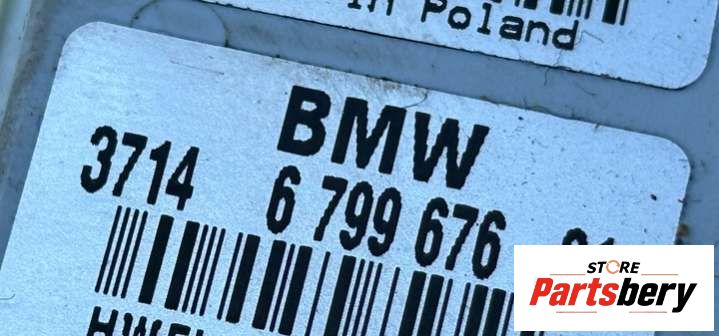 in Poland
BMW
3714 6 799 676
STORE
Partsbery